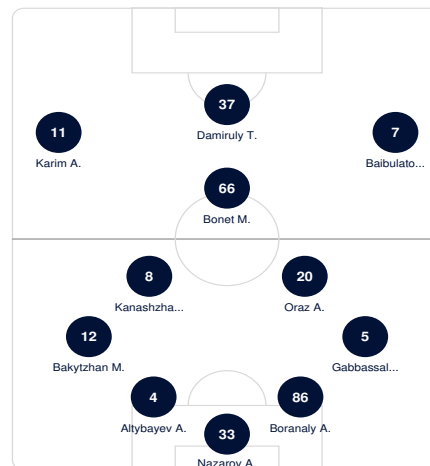 37
Damiruly T.
11
Karim A.
7
Baibulato...
66
Bonet M.
8
Kanashzha...
20
Oraz A.
12
Bakytzhan M.
5
Gabbassal...
4
Altybayev A.
86
Boranaly A.
33
Nazarov A.